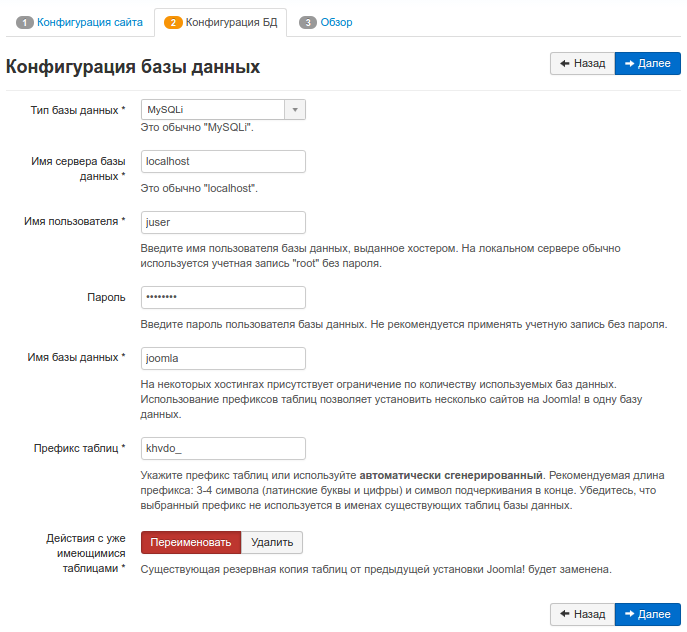 1 Конфигурация сайта 2 Конфигурация БД 3 Обзор
Конфигурация базы данных
Назад Далее
Тип базы данных * MySQLi
Это обычно "MySQLi".
Имя сервера базы данных * localhost
Это обычно "localhost".
Имя пользователя * juser
Введите имя пользователя базы данных, выданное хостером. На локальном сервере обычно
используется учетная запись "root" без пароля.
Пароль ••••••••
Введите пароль пользователя базы данных. Не рекомендуется применять учетную запись без пароля.
Имя базы данных * joomla
На некоторых хостингах присутствует ограничение по количеству используемых баз данных.
Использование префиксов таблиц позволяет установить несколько сайтов на Joomla! в одну базу
данных.
Префикс таблиц * khvdo_
Укажите префикс таблиц или используйте автоматически сгенерированный. Рекомендуемая длина
префикса: 3-4 символа (латинские буквы и цифры) и символ подчеркивания в конце. Убедитесь, что
выбранный префикс не используется в именах существующих таблиц базы данных.
Действия с уже
имеющимися
таблицами *
Переименовать Удалить
Существующая резервная копия таблиц от предыдущей установки Joomla! будет заменена.
Назад Далее